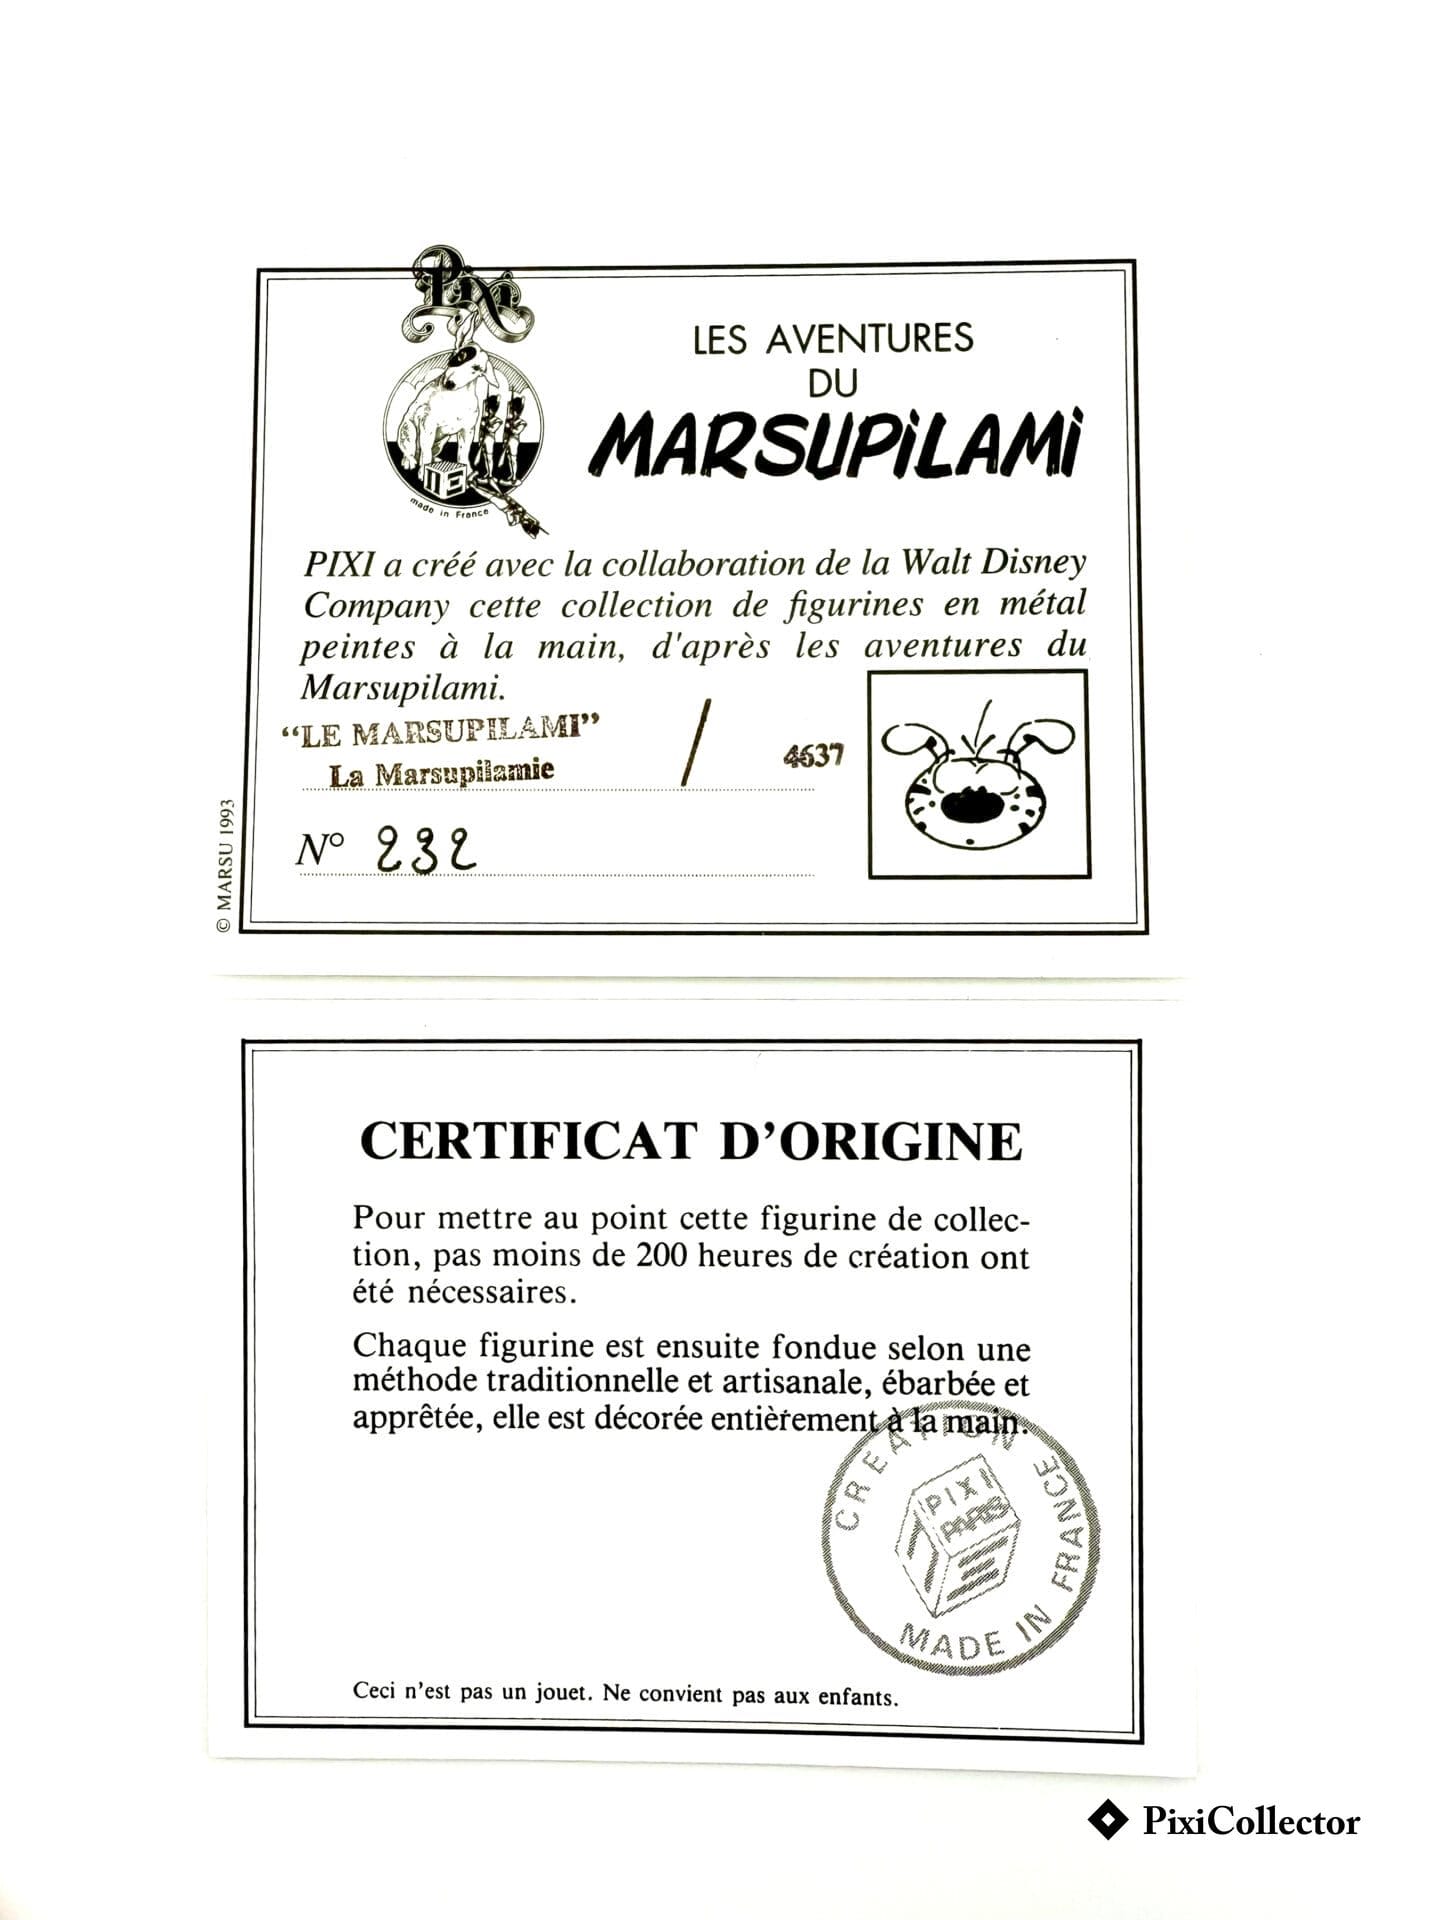 Pixi
made in France
LES AVENTURES
DU
MARSUPiLAMi
PIXI a créé avec la collaboration de la Walt Disney
Company cette collection de figurines en métal
peintes à la main, d'après les aventures du
Marsupilami.
“LE MARSUPILAMI”
/
La Marsupilamie
4637
N° 232
© MARSU 1993
CERTIFICAT D’ORIGINE
Pour mettre au point cette figurine de collec-
tion, pas moins de 200 heures de création ont
été nécessaires.
Chaque figurine est ensuite fondue selon une
méthode traditionnelle et artisanale, ébarbée et
apprêtée, elle est décorée entièrement à la main.
CREATION
PIXI
PARIS
MADE IN FRANCE
Ceci n'est pas un jouet. Ne convient pas aux enfants.
PixiCollector